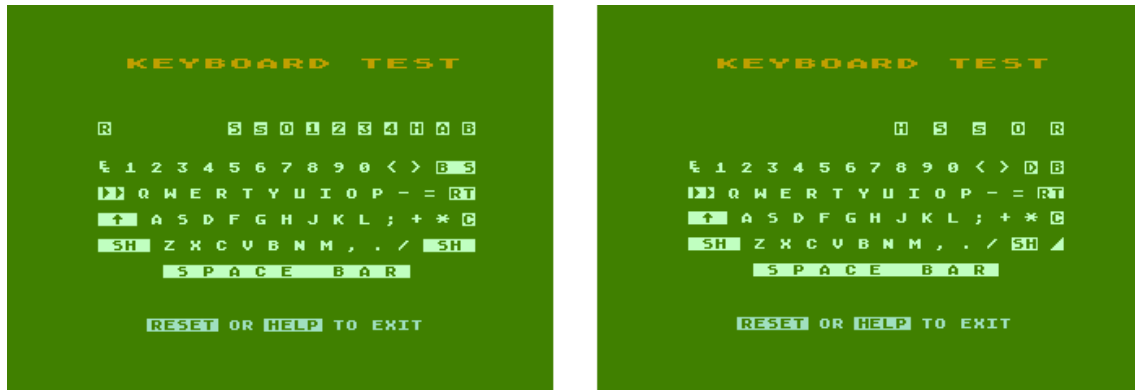 KEYBOARD TEST
R S s O 1 2 3 4 H A B
E 1 2 3 4 5 6 7 8 9 0 < > B S
Q W E R T Y U I O P - = RT
↑ A S D F G H J K L ; + * C
SH Z X C V B N M , . / SH
S P A C E B A R
RESET OR HELP TO EXIT
KEYBOARD TEST
H S s O R
E 1 2 3 4 5 6 7 8 9 0 < > D B
Q W E R T Y U I O P - = RT
↑ A S D F G H J K L ; + * C
SH Z X C V B N M , . / SH
S P A C E B A R
RESET OR HELP TO EXIT